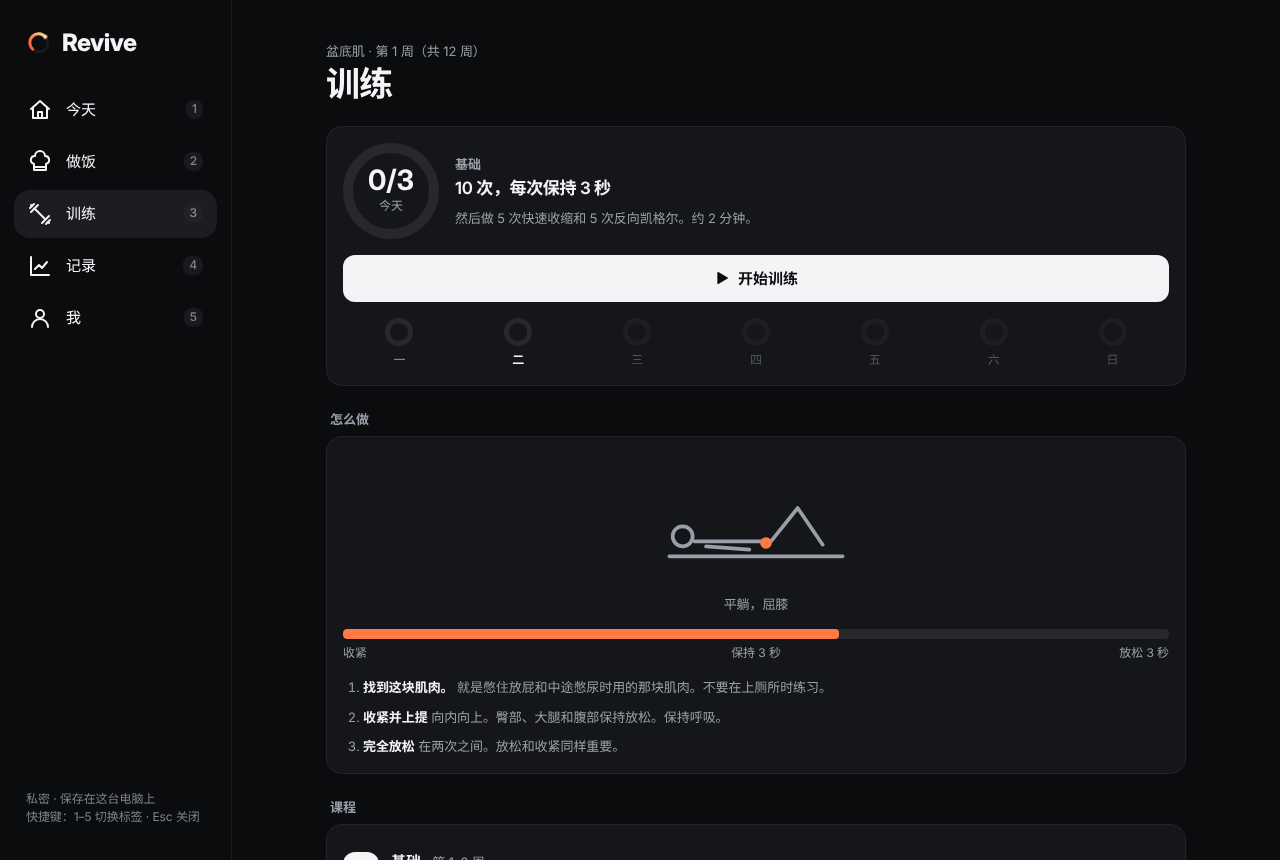 Revive
今天 1
做饭 2
训练 3
记录 4
我 5
私密 · 保存在这台电脑上
快捷键：1–5 切换标签 · Esc 关闭
盆底肌 · 第 1 周（共 12 周）
训练
0/3
今天
基础
10 次，每次保持 3 秒
然后做 5 次快速收缩和 5 次反向凯格尔。约 2 分钟。
开始训练
一 二 三 四 五 六 日
怎么做
平躺，屈膝
收紧 保持 3 秒 放松 3 秒
1. 找到这块肌肉。 就是憋住放屁和中途憋尿时用的那块肌肉。不要在上厕所时练习。
2. 收紧并上提 向内向上。臀部、大腿和腹部保持放松。保持呼吸。
3. 完全放松 在两次之间。放松和收紧同样重要。
课程
基础